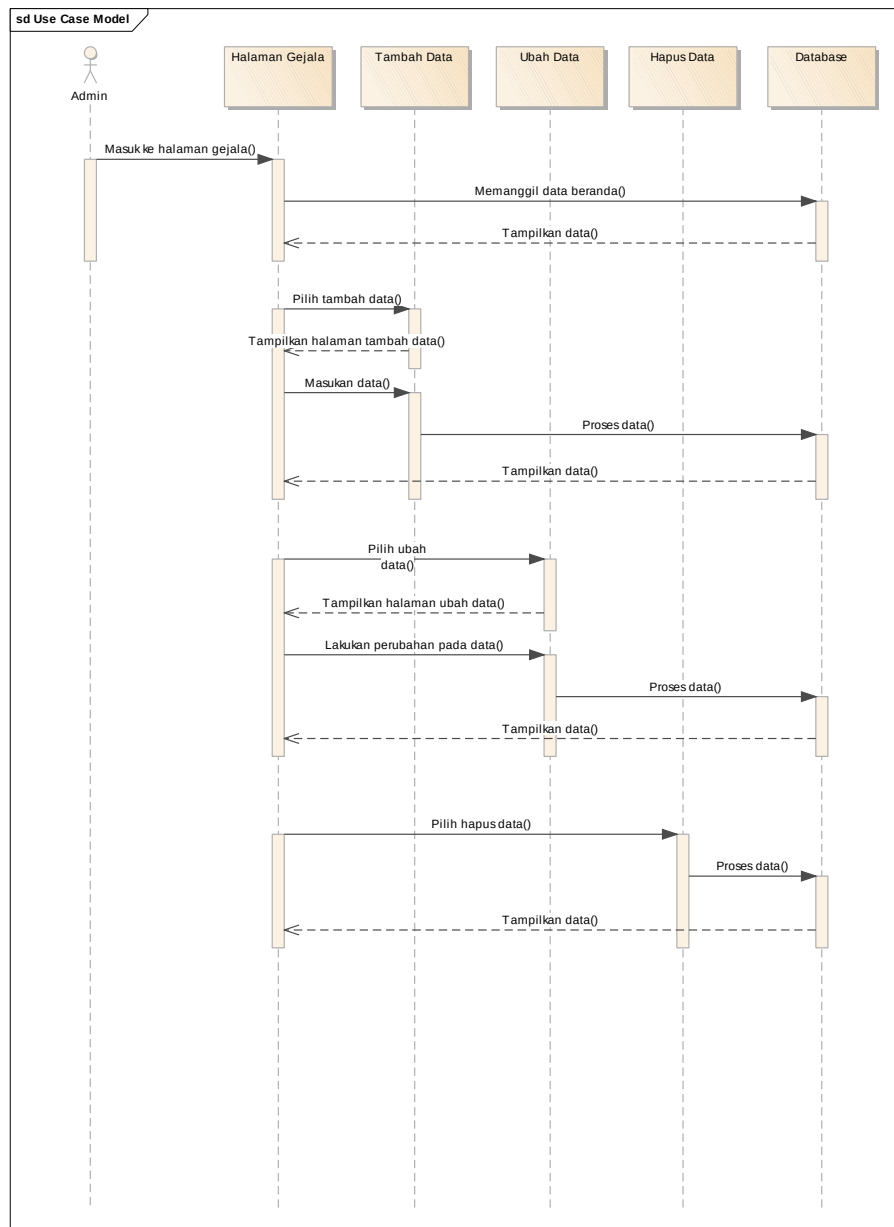 sd Use Case Model
Admin
Halaman Gejala
Tambah Data
Ubah Data
Hapus Data
Database
Masuk ke halaman gejala()
Memanggil data beranda()
Tampilkan data()
Pilih tambah data()
Tampilkan halaman tambah data()
Masukan data()
Proses data()
Tampilkan data()
Pilih ubah
data()
Tampilkan halaman ubah data()
Lakukan perubahan pada data()
Proses data()
Tampilkan data()
Pilih hapus data()
Proses data()
Tampilkan data()